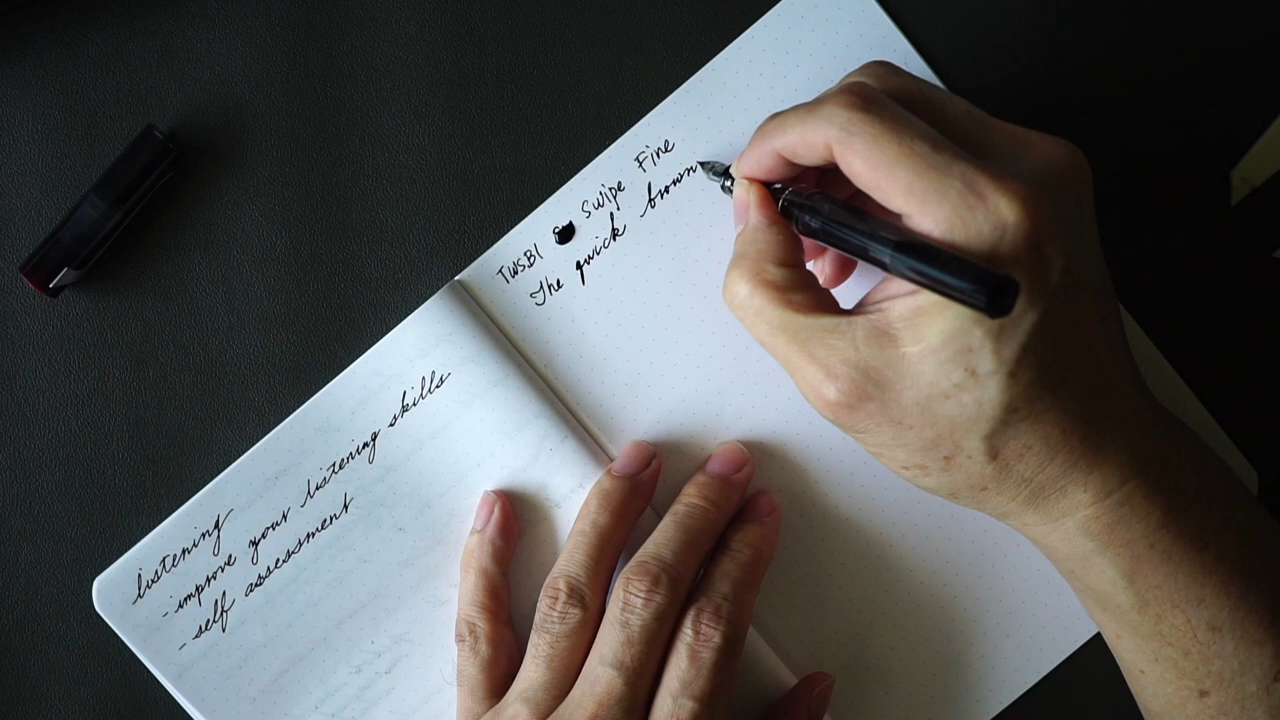 listening
- improve your listening skills
- self assessment
TWSBI Swipe Fine
The quick brown